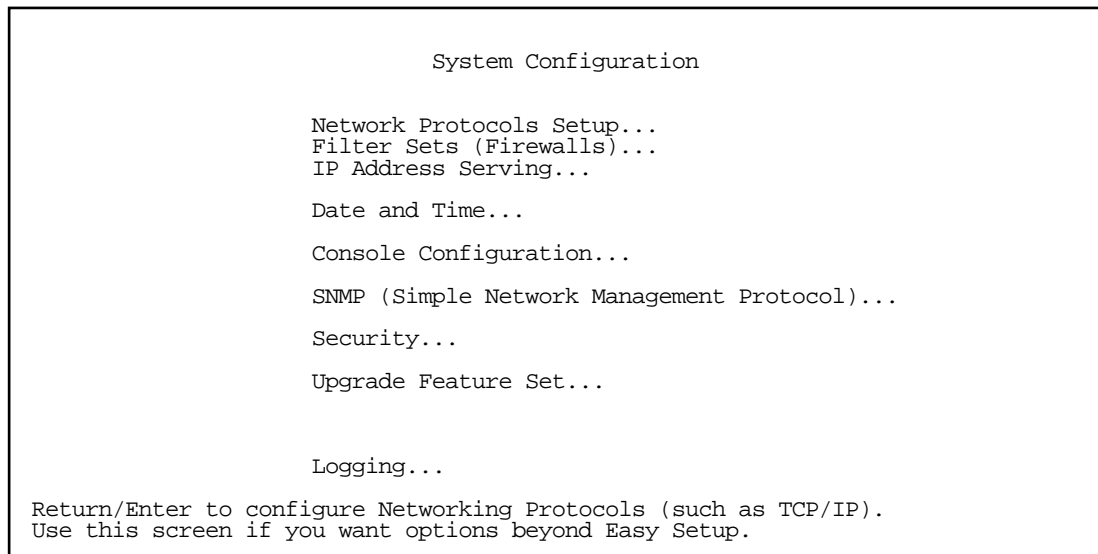 System Configuration
Network Protocols Setup...
Filter Sets (Firewalls)...
IP Address Serving...
Date and Time...
Console Configuration...
SNMP (Simple Network Management Protocol)...
Security...
Upgrade Feature Set...
Logging...
Return/Enter to configure Networking Protocols (such as TCP/IP).
Use this screen if you want options beyond Easy Setup.